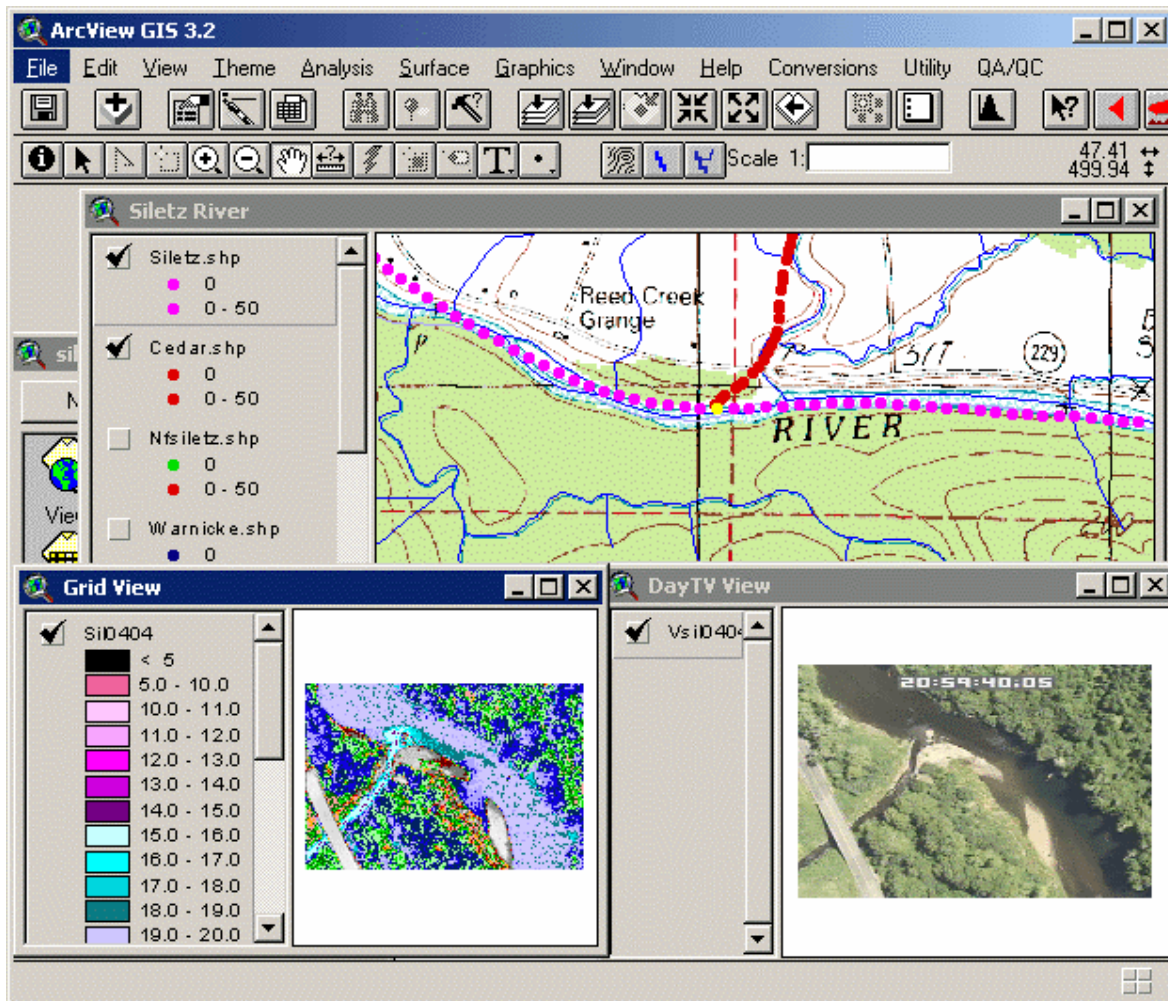 ArcView GIS 3.2
File Edit View Theme Analysis Surface Graphics Window Help Conversions Utility QA/QC
Scale 1:
47.41
499.94
Siletz River
Siletz.shp
0
0 - 50
Cedar.shp
0
0 - 50
Nfsiletz.shp
0
0 - 50
Warnicke.shp
0
Reed Creek
Grange
229
RIVER
Grid View
Sil0404
< 5
5.0 - 10.0
10.0 - 11.0
11.0 - 12.0
12.0 - 13.0
13.0 - 14.0
14.0 - 15.0
15.0 - 16.0
16.0 - 17.0
17.0 - 18.0
18.0 - 19.0
19.0 - 20.0
DayTV View
Vsil0404
20:59:40.05